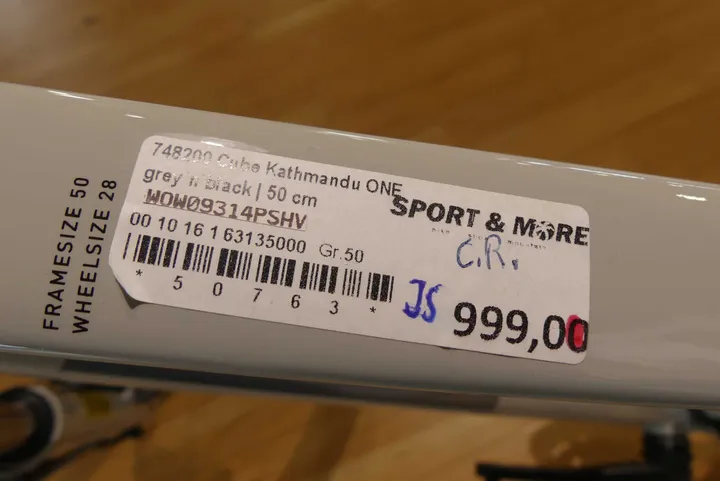 FRAMESIZE 50
WHEELSIZE 28
748200 Cube Kathmandu ONE
grey´n´black | 50 cm
WOW09314PSHV
00 10 16 1 63135000 Gr.50
* 5 0 7 6 3 *
SPORT & MORE
C.R.
JS
999,00